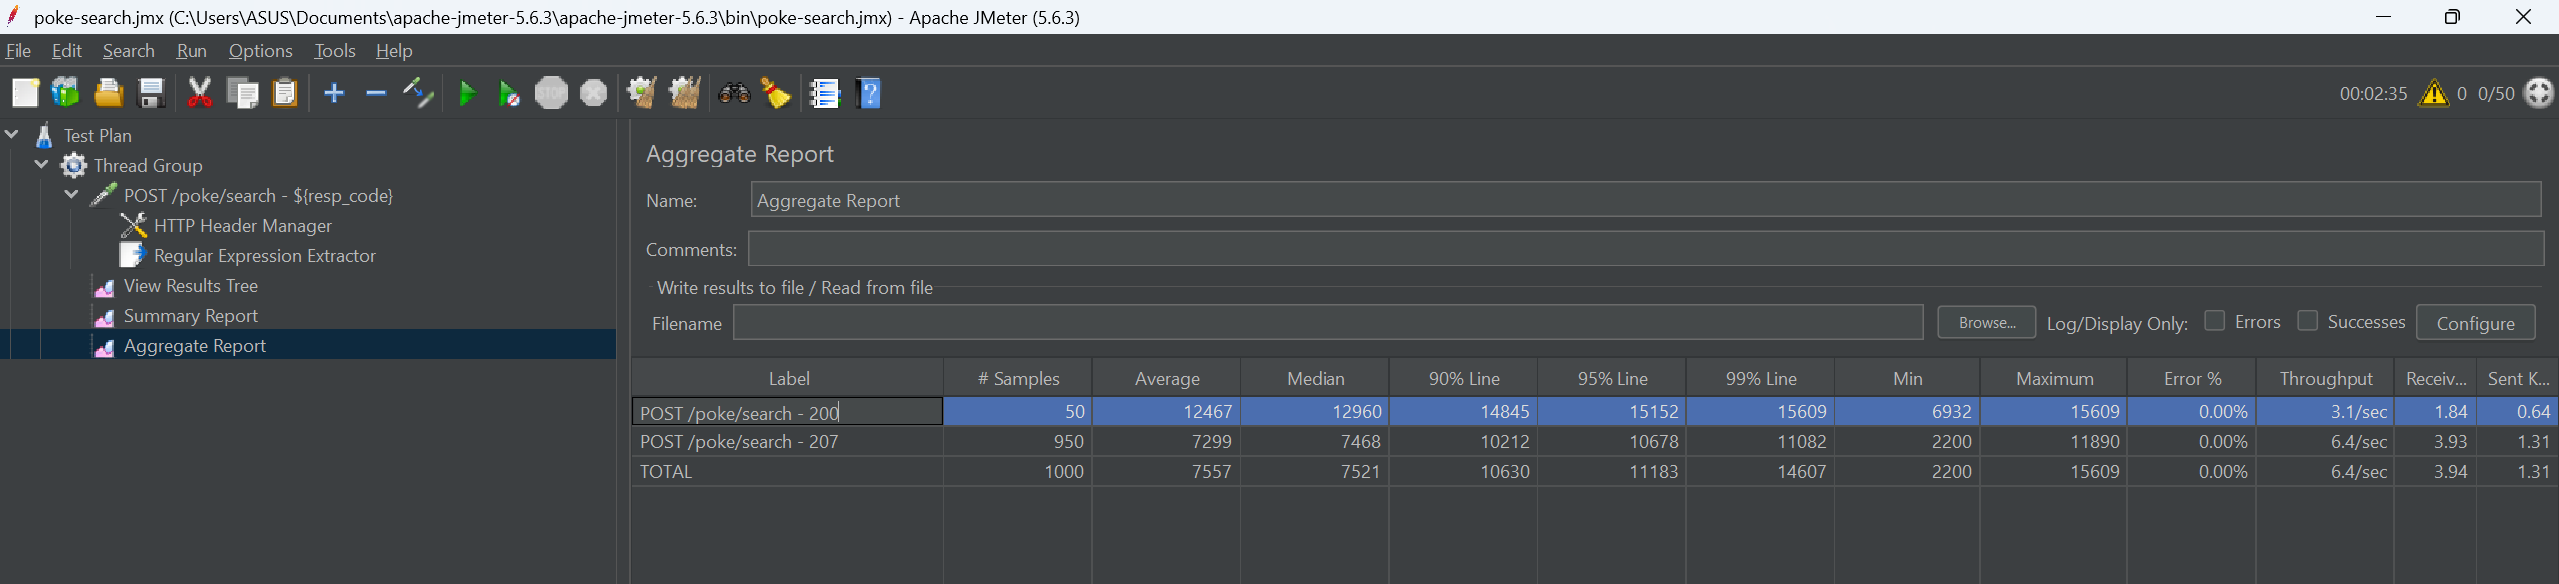 poke-search.jmx (C:\Users\ASUS\Documents\apache-jmeter-5.6.3\apache-jmeter-5.6.3\bin\poke-search.jmx) - Apache JMeter (5.6.3)
File Edit Search Run Options Tools Help
STOP 00:02:35 0 0/50
Test Plan
Thread Group
POST /poke/search - ${resp_code}
HTTP Header Manager
Regular Expression Extractor
View Results Tree
Summary Report
Aggregate Report
Aggregate Report
Name: Aggregate Report
Comments:
Write results to file / Read from file
Filename Browse... Log/Display Only: Errors Successes Configure
Label # Samples Average Median 90% Line 95% Line 99% Line Min Maximum Error % Throughput Receiv... Sent K...
POST /poke/search - 200 50 12467 12960 14845 15152 15609 6932 15609 0.00% 3.1/sec 1.84 0.64
POST /poke/search - 207 950 7299 7468 10212 10678 11082 2200 11890 0.00% 6.4/sec 3.93 1.31
TOTAL 1000 7557 7521 10630 11183 14607 2200 15609 0.00% 6.4/sec 3.94 1.31